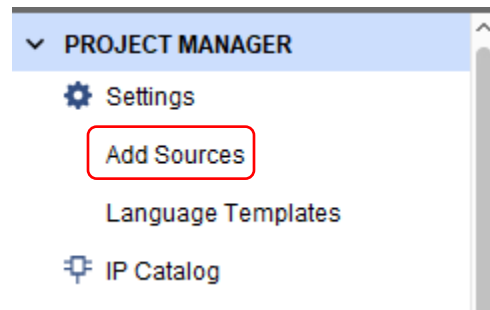 PROJECT MANAGER
Settings
Add Sources
Language Templates
IP Catalog